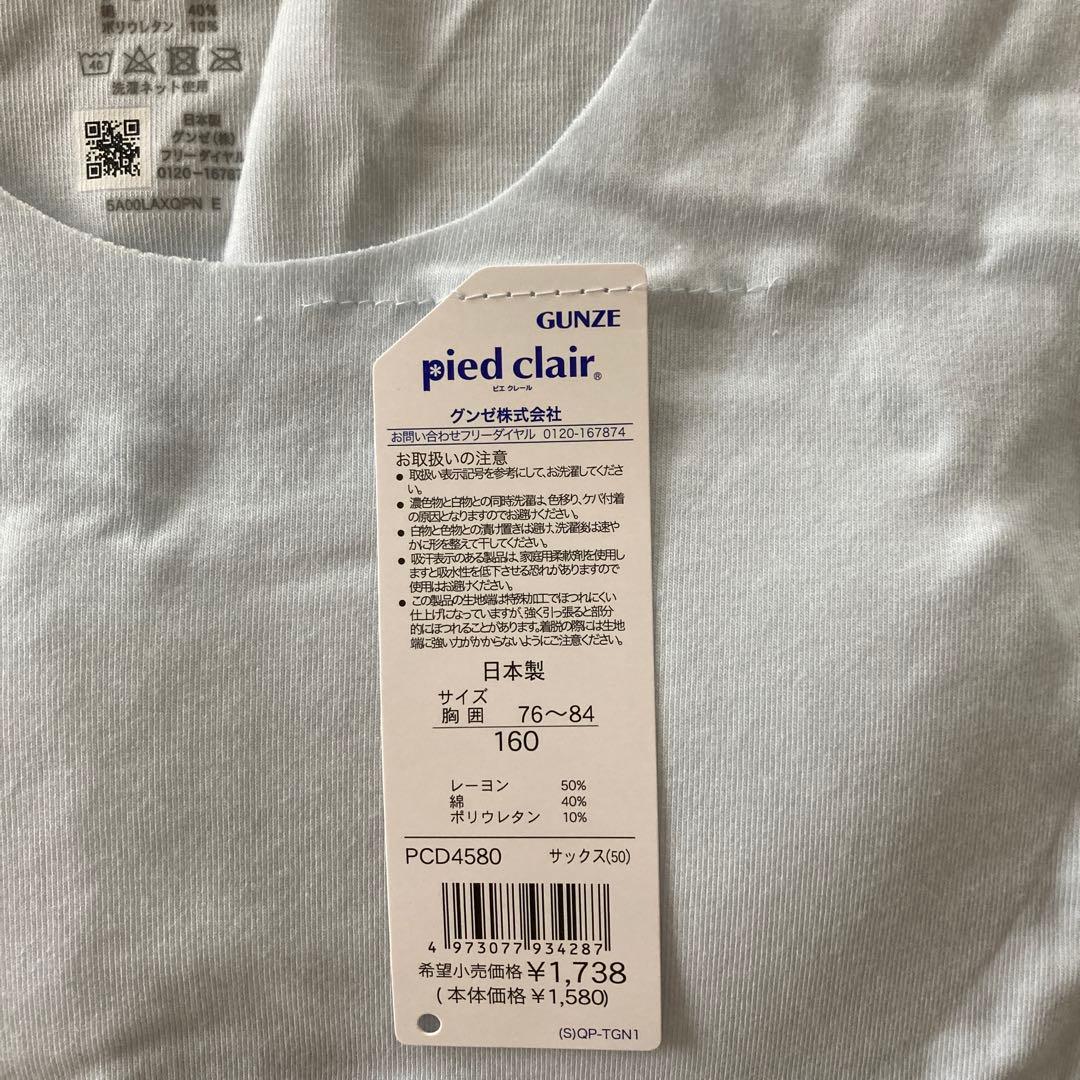 綿 40%
ポリウレタン 10%
40
洗濯ネット使用
日本製
グンゼ(株)
フリーダイヤル
0120-16787
5A00LAXQPN E
GUNZE
pied clair®
ピエ クレール
グンゼ株式会社
お問い合わせフリーダイヤル 0120-167874
お取扱いの注意
● 取扱い表示記号を参考にして、お洗濯してくださ
い。
● 濃色物と白物との同時洗濯は、色移り、ケバ付着
の原因となりますのでお避けください。
● 白物と色物との漬け置きは避け、洗濯後は速や
かに形を整えて干してください。
● 吸汗表示のある製品は、家庭用柔軟剤を使用し
ますと吸水性を低下させる恐れがありますので
使用はお避けください。
● この製品の生地端は特殊加工でほつれにくい
仕上げになっていますが、強く引っ張ると部分
的にほつれることがあります。着脱の際には生地
端に強い力がかからないようにご注意ください。
日本製
サイズ
胸囲 76〜84
160
レーヨン 50%
綿 40%
ポリウレタン 10%
PCD4580 サックス(50)
4 973077 934287
希望小売価格 ¥1,738
(本体価格 ¥1,580)
(S)QP-TGN1